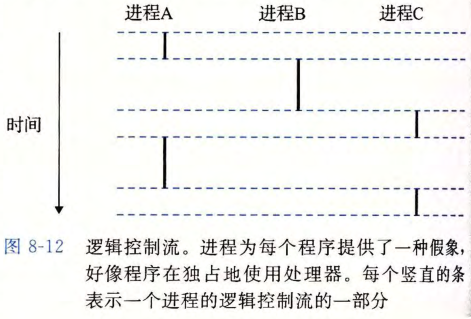 进程A 进程B 进程C
时间
图 8-12 逻辑控制流。进程为每个程序提供了一种假象,
好像程序在独占地使用处理器。每个竖直的条
表示一个进程的逻辑控制流的一部分